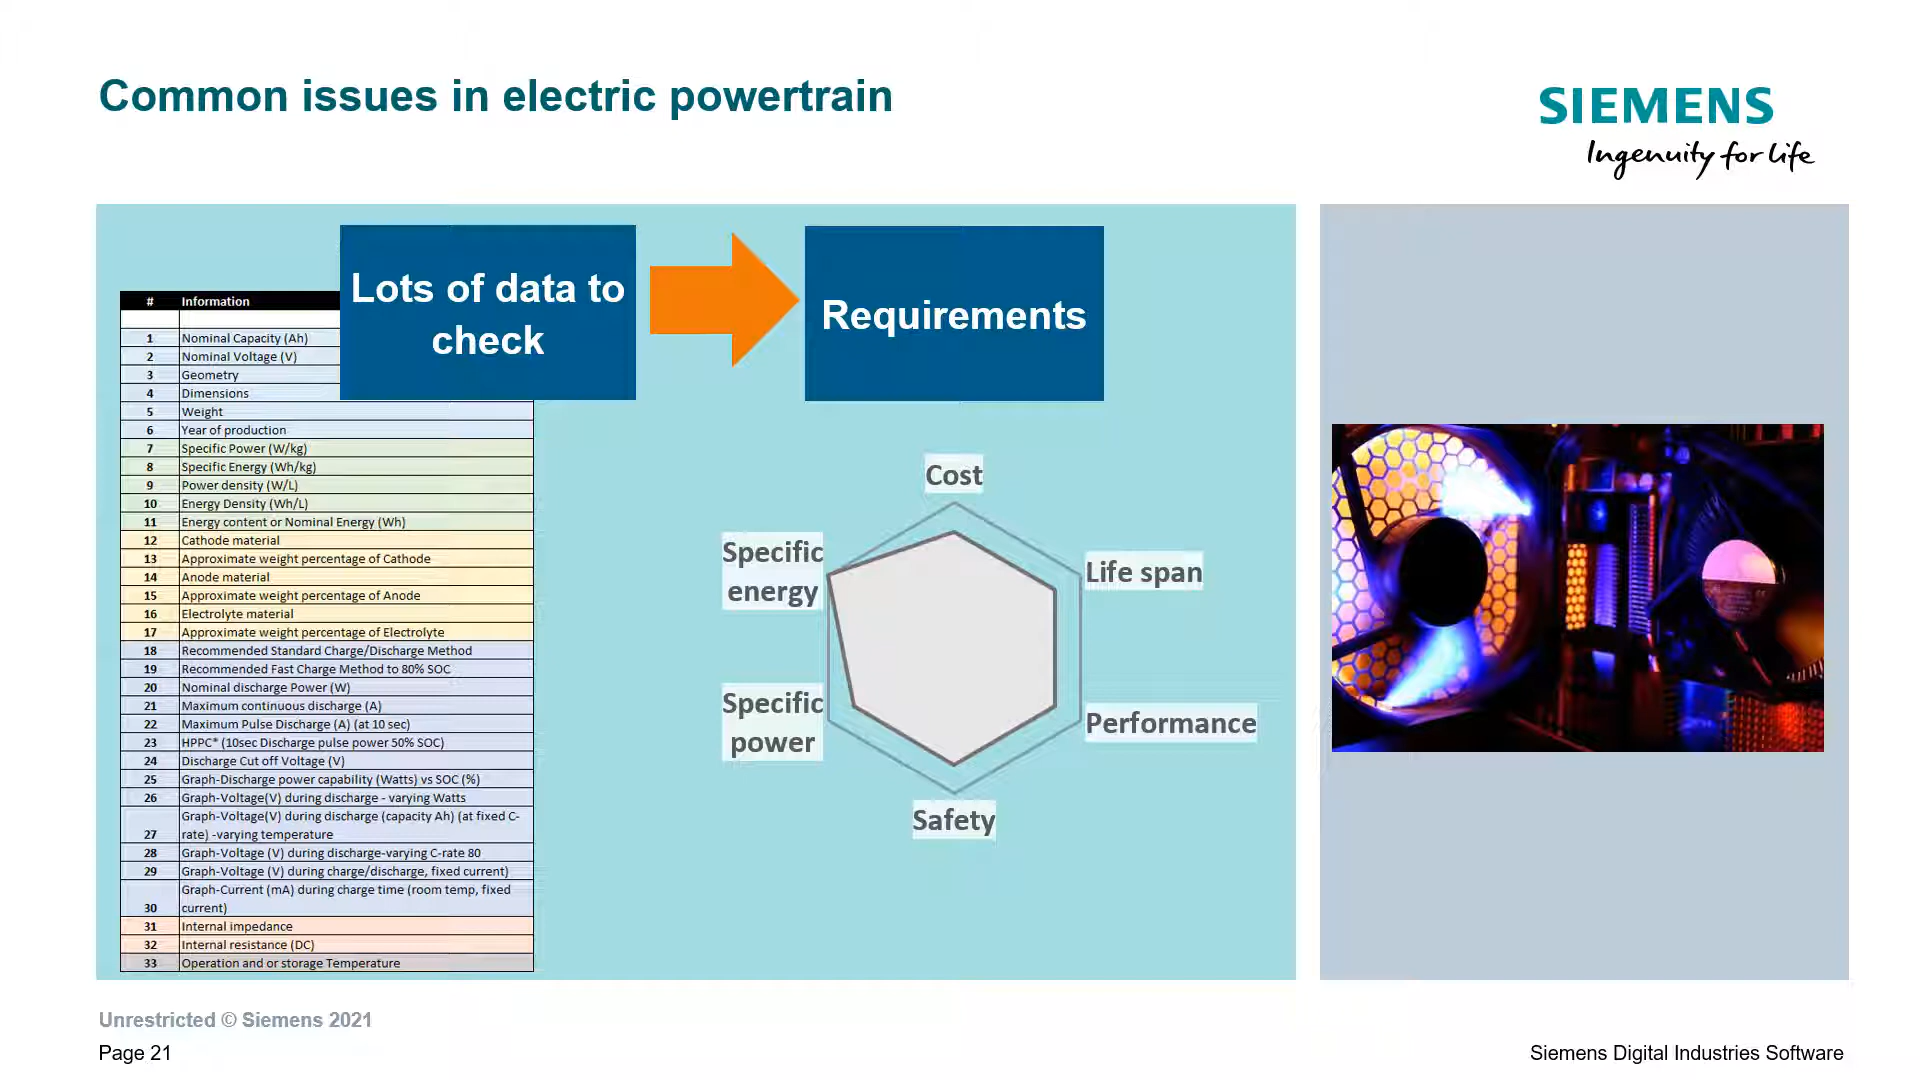 Common issues in electric powertrain
SIEMENS
Ingenuity for life
Lots of data to
check
Requirements
# Information
1 Nominal Capacity (Ah)
2 Nominal Voltage (V)
3 Geometry
4 Dimensions
5 Weight
6 Year of production
7 Specific Power (W/kg)
8 Specific Energy (Wh/kg)
9 Power density (W/L)
10 Energy Density (Wh/L)
11 Energy content or Nominal Energy (Wh)
12 Cathode material
13 Approximate weight percentage of Cathode
14 Anode material
15 Approximate weight percentage of Anode
16 Electrolyte material
17 Approximate weight percentage of Electrolyte
18 Recommended Standard Charge/Discharge Method
19 Recommended Fast Charge Method to 80% SOC
20 Nominal discharge Power (W)
21 Maximum continuous discharge (A)
22 Maximum Pulse Discharge (A) (at 10 sec)
23 HPPC* (10sec Discharge pulse power 50% SOC)
24 Discharge Cut off Voltage (V)
25 Graph-Discharge power capability (Watts) vs SOC (%)
26 Graph-Voltage(V) during discharge - varying Watts
Graph-Voltage(V) during discharge (capacity Ah) (at fixed C-
27 rate) -varying temperature
28 Graph-Voltage (V) during discharge-varying C-rate 80
29 Graph-Voltage (V) during charge/discharge, fixed current)
Graph-Current (mA) during charge time (room temp, fixed
30 current)
31 Internal impedance
32 Internal resistance (DC)
33 Operation and or storage Temperature
Cost
Specific
energy
Life span
Specific
power
Performance
Safety
Unrestricted © Siemens 2021
Page 21
Siemens Digital Industries Software